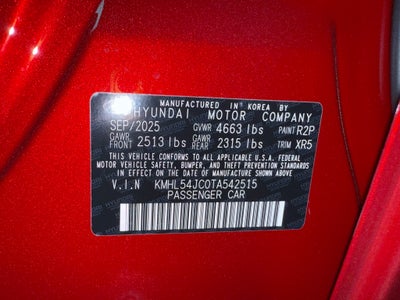 MANUFACTURED IN KOREA BY
HYUNDAI MOTOR COMPANY
SEP/2025 GVWR 4663 lbs PAINT R2P
GAWR FRONT 2513 lbs GAWR REAR 2315 lbs TRIM XR5
THIS VEHICLE CONFORMS TO ALL APPLICABLE U.S.A. FEDERAL
MOTOR VEHICLE SAFETY, BUMPER, AND THEFT PREVENTION STANDARDS
IN EFFECT ON THE DATE OF MANUFACTURE SHOWN ABOVE.
V.I.N KMHL54JC0TA542515
PASSENGER CAR